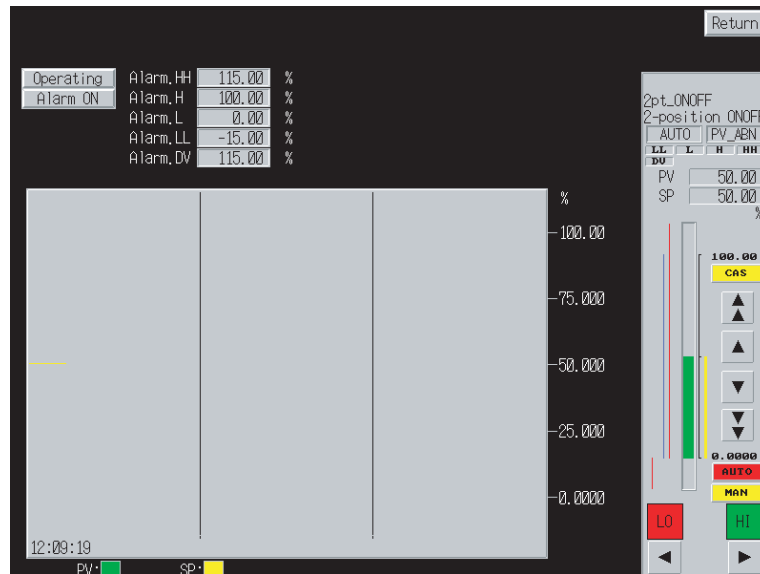 Return
Operating
Alarm ON
Alarm.HH 115.00 %
Alarm.H 100.00 %
Alarm.L 0.00 %
Alarm.LL -15.00 %
Alarm.DV 115.00 %
%
100.00
75.000
50.000
25.000
0.0000
12:09:19
PV: SP:
2pt_ONOFF
2-position ONOFF
AUTO PV_ABN
LL L H HH
DV
PV 50.00
SP 50.00
%
100.00
CAS
0.0000
AUTO
MAN
LO HI